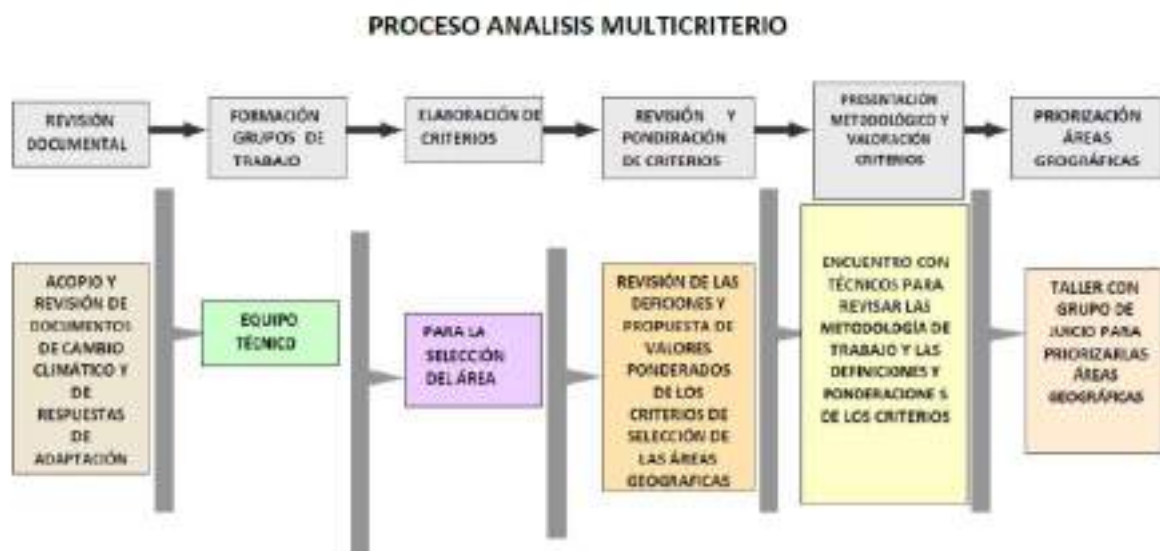 PROCESO ANALISIS MULTICRITERIO
REVISIÓN
DOCUMENTAL
FORMACIÓN
GRUPOS DE
TRABAJO
ELABORACIÓN DE
CRITERIOS
REVISIÓN Y
PONDERACIÓN
DE CRITERIOS
PRESENTACIÓN
METODOLÓGICO Y
VALORACIÓN
CRITERIOS
PRIORIZACIÓN
ÁREAS
GEOGRÁFICAS
ACOPIO Y
REVISIÓN DE
DOCUMENTOS
DE CAMBIO
CLIMÁTICO Y
DE
RESPUESTAS
DE
ADAPTACIÓN
EQUIPO
TÉCNICO
PARA LA
SELECCIÓN
DEL ÁREA
REVISIÓN DE LAS
DEFICIONES Y
PROPUESTA DE
VALORES
PONDERADOS
DE LOS
CRITERIOS DE
SELECCIÓN DE
LAS ÁREAS
GEOGRAFICAS
ENCUENTRO CON
TÉCNICOS PARA
REVISAR LAS
METODOLOGÍA DE
TRABAJO Y LAS
DEFINICIONES Y
PONDERACIONE S
DE LOS CRITERIOS
TALLER CON
GRUPO DE
JUICIO PARA
PRIORIZARLAS
ÁREAS
GEOGRÁFICAS